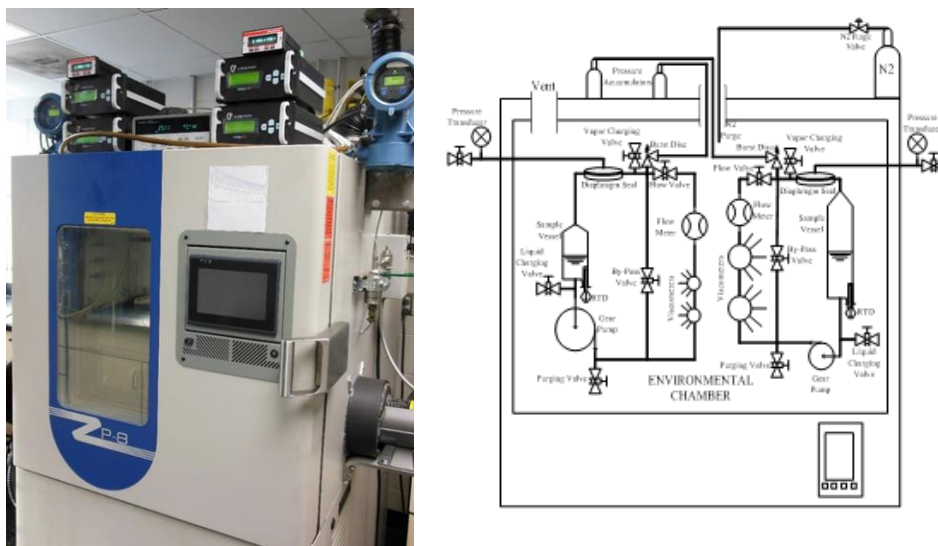 ZP-8
N2 Purge
Valve
N2
Vent
Pressure
Accumulators
Pressure
Transducer
Pressure
Transducer
N2
Purge
Vapor Charging
Valve
Burst Disc
Vapor Charging
Valve
Burst Disc
Flow Valve
Diaphragm Seal
Flow Valve
Diaphragm Seal
Sample
Vessel
Flow
Meter
Flow
Meter
Sample
Vessel
Liquid
Charging
Valve
By-Pass
Valve
Viscometers
Viscometers
By-Pass
Valve
RTD
RTD
Gear
Pump
Purging Valve
Purging Valve
Gear
Pump
Liquid
Charging
Valve
ENVIRONMENTAL
CHAMBER